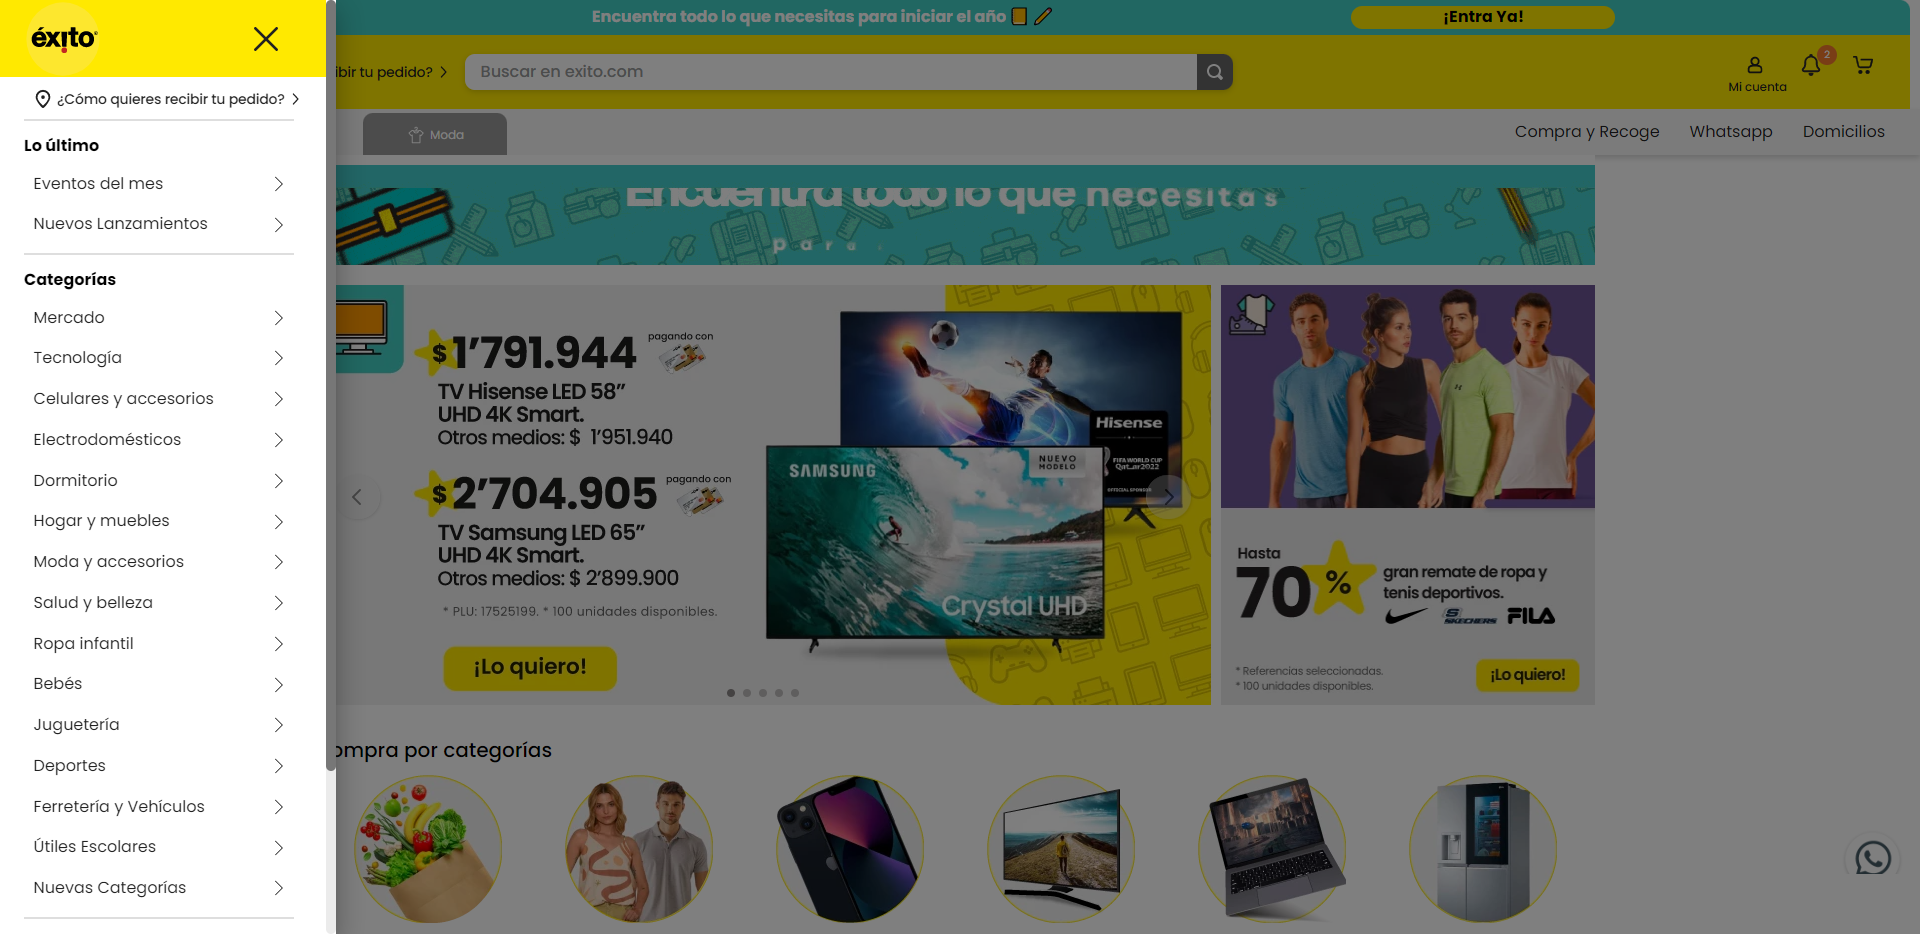 éxito
¿Cómo quieres recibir tu pedido?
Lo último
Eventos del mes
Nuevos Lanzamientos
Categorías
Mercado
Tecnología
Celulares y accesorios
Electrodomésticos
Dormitorio
Hogar y muebles
Moda y accesorios
Salud y belleza
Ropa infantil
Bebés
Juguetería
Deportes
Ferretería y Vehículos
Útiles Escolares
Nuevas Categorías
Encuentra todo lo que necesitas para iniciar el año
¡Entra Ya!
ibir tu pedido?
Buscar en exito.com
Mi cuenta
2
Moda
Compra y Recoge
Whatsapp
Domicilios
Encuentra todo lo que necesitas
para
$1’791.944
pagando con
TV Hisense LED 58”
UHD 4K Smart.
Otros medios: $ 1’951.940
$2’704.905
pagando con
TV Samsung LED 65”
UHD 4K Smart.
Otros medios: $ 2’899.900
* PLU: 17525199. * 100 unidades disponibles.
¡Lo quiero!
Hisense
FIFA WORLD CUP
Qatar2022
OFFICIAL SPONSOR
SAMSUNG
NUEVO
MODELO
Crystal UHD
Hasta
70%
gran remate de ropa y
tenis deportivos.
SKECHERS
FILA
* Referencias seleccionadas.
* 100 unidades disponibles.
¡Lo quiero!
ompra por categorías